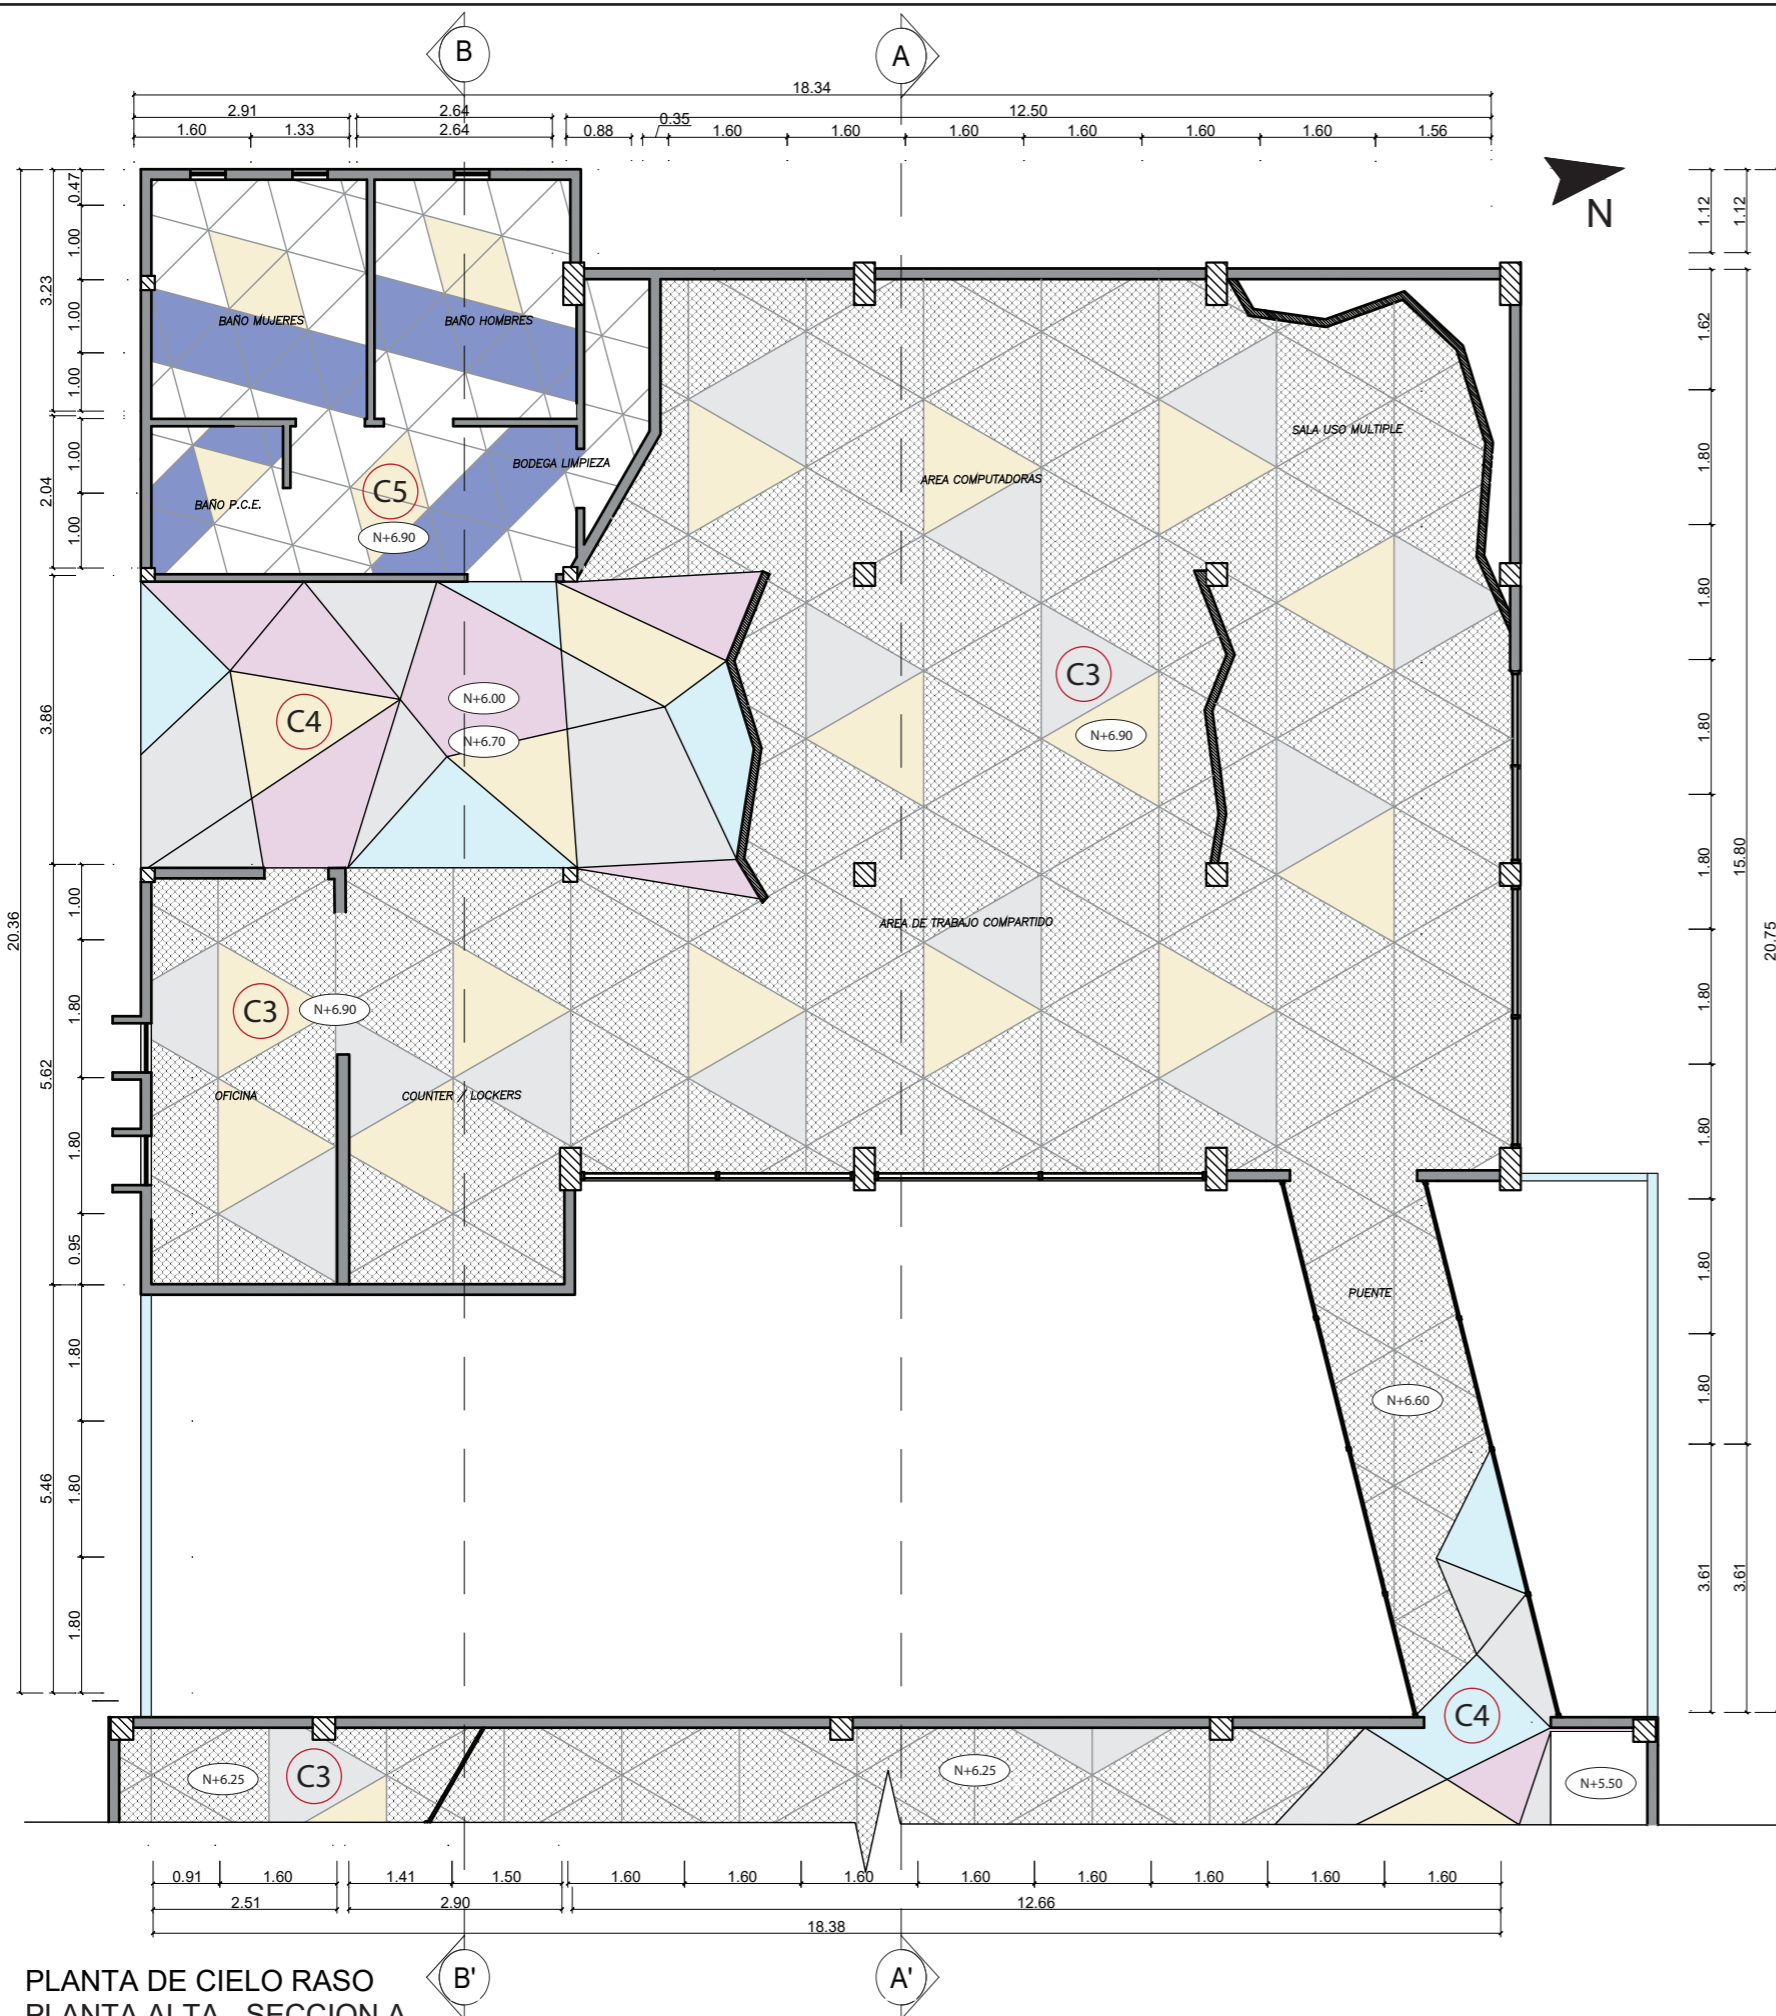 B
A
18.34
2.91
2.64
12.50
1.60
1.33
2.64
0.88
0.35
1.60
1.60
1.60
1.60
1.60
1.60
1.56
N
20.36
3.23
2.04
3.86
5.62
5.46
0.47
1.00
1.00
1.00
1.00
1.00
1.00
1.80
1.80
0.95
1.80
1.80
1.80
BAÑO MUJERES
BAÑO HOMBRES
BODEGA LIMPIEZA
BAÑO P.C.E.
C5
N+6.90
AREA COMPUTADORAS
SALA USO MULTIPLE
C4
N+6.00
N+6.70
C3
N+6.90
AREA DE TRABAJO COMPARTIDO
C3
N+6.90
OFICINA
COUNTER / LOCKERS
PUENTE
N+6.60
C4
N+6.25
C3
N+6.25
N+5.50
1.12
1.12
1.62
1.80
1.80
1.80
1.80
1.80
1.80
1.80
1.80
3.61
15.80
3.61
20.75
0.91
1.60
1.41
1.50
1.60
1.60
1.60
1.60
1.60
1.60
1.60
1.60
2.51
2.90
12.66
18.38
B'
A'
PLANTA DE CIELO RASO
PLANTA ALTA - SECCION A